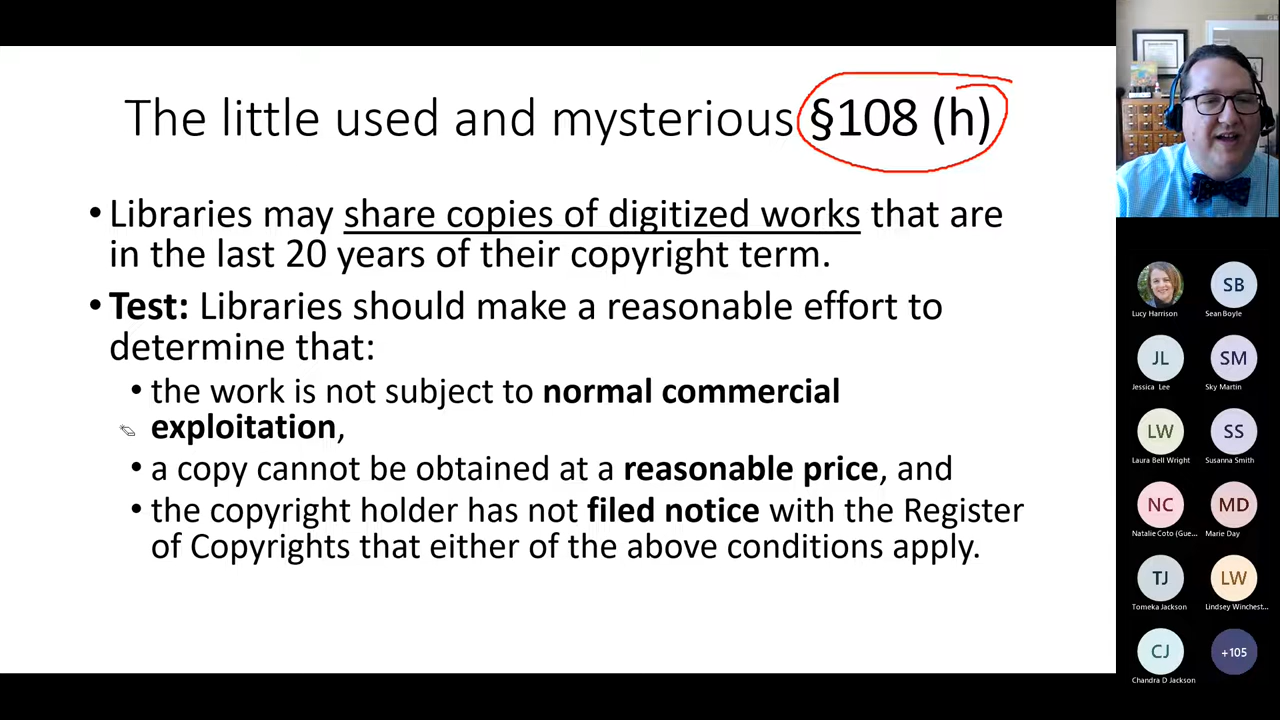 The little used and mysterious §108 (h)
• Libraries may share copies of digitized works that are
in the last 20 years of their copyright term.
• Test: Libraries should make a reasonable effort to
determine that:
• the work is not subject to normal commercial
exploitation,
• a copy cannot be obtained at a reasonable price, and
• the copyright holder has not filed notice with the Register
of Copyrights that either of the above conditions apply.
SB
Lucy Harrison
Sean Boyle
JL
SM
Jessica Lee
Sky Martin
LW
SS
Laura Bell Wright
Susanna Smith
NC
MD
Natalie Coto (Gue...
Marie Day
TJ
LW
Tomeka Jackson
Lindsey Winchest...
CJ
+105
Chandra D Jackson